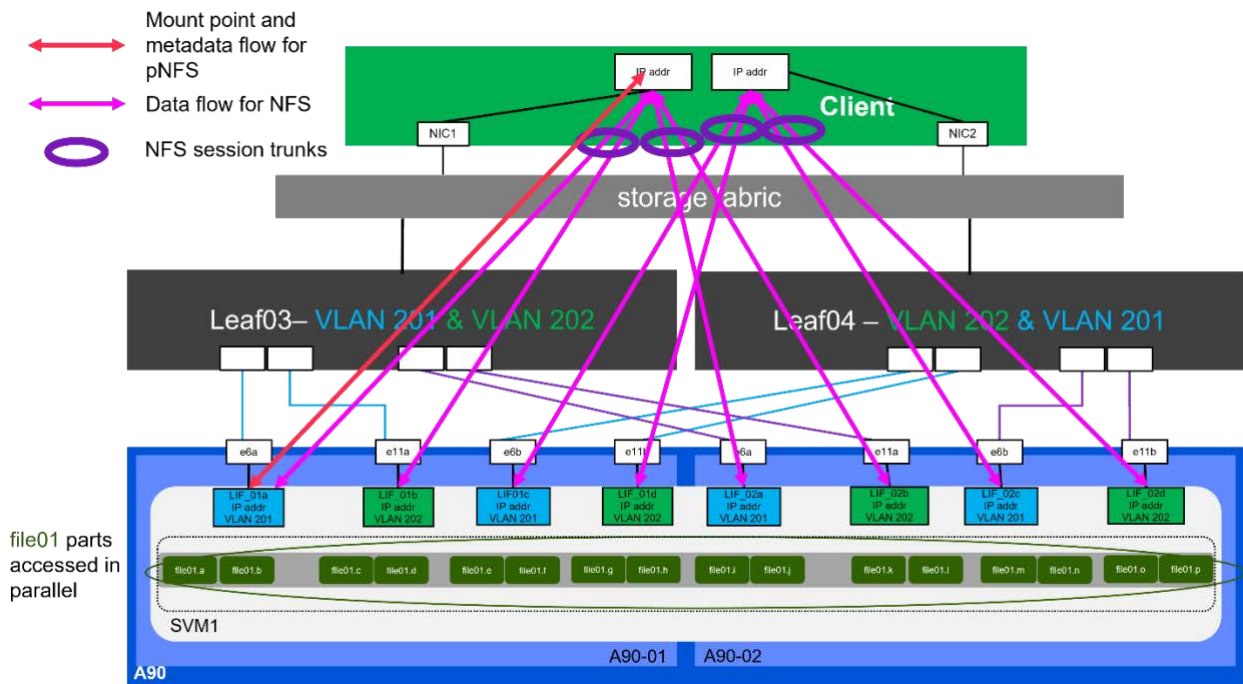 Mount point and
metadata flow for
pNFS
Data flow for NFS
NFS session trunks
IP addr
IP addr
Client
NIC1
NIC2
storage fabric
Leaf03– VLAN 201 & VLAN 202
Leaf04 – VLAN 202 & VLAN 201
e6a
e11a
e6b
e11b
e6a
e11a
e6b
e11b
LIF_01a
IP addr
VLAN 201
LIF_01b
IP addr
VLAN 202
LIF01c
IP addr
VLAN 201
LIF_01d
IP addr
VLAN 202
LIF_02a
IP addr
VLAN 201
LIF_02b
IP addr
VLAN 202
LIF_02c
IP addr
VLAN 201
LIF_02d
IP addr
VLAN 202
file01 parts
accessed in
parallel
file01.a
file01.b
file01.c
file01.d
file01.e
file01.f
file01.g
file01.h
file01.i
file01.j
file01.k
file01.l
file01.m
file01.n
file01.o
file01.p
SVM1
A90-01
A90-02
A90